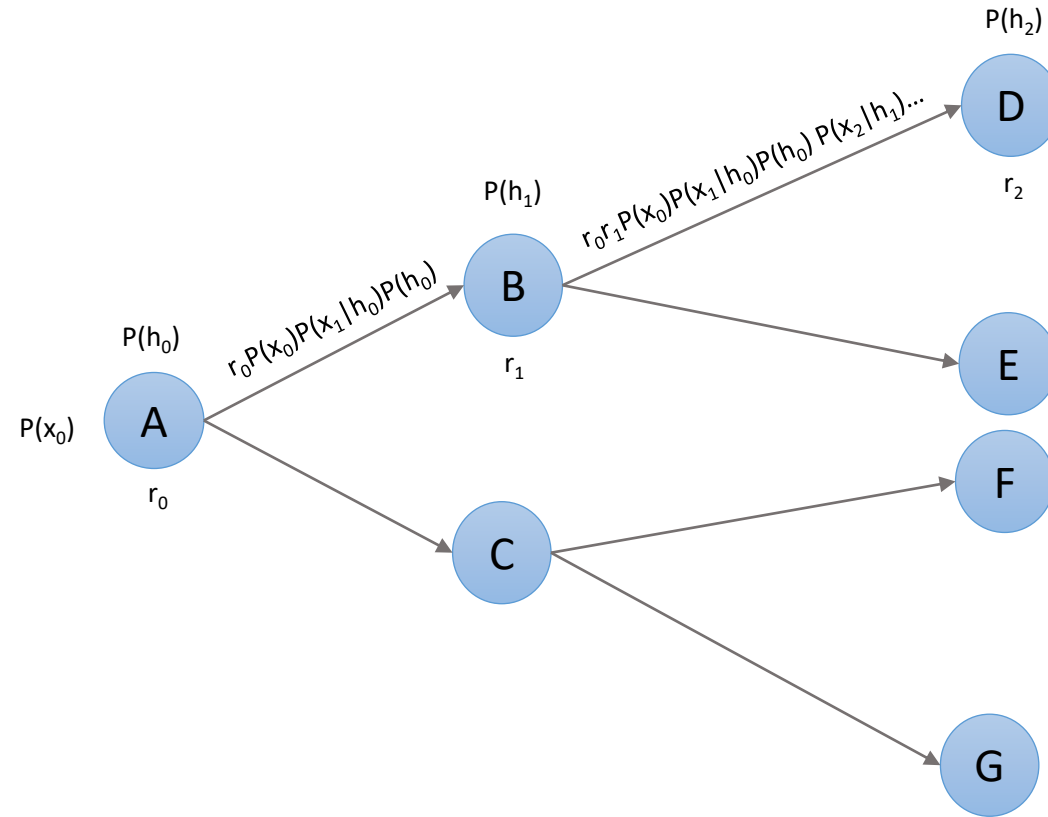 P(h₂)
D
r₂
r₀r₁P(x₀)P(x₁|h₀)P(h₀) P(x₂|h₁)...
P(h₁)
B
r₁
r₀P(x₀)P(x₁|h₀)P(h₀)
P(h₀)
A
P(x₀)
r₀
E
F
C
G